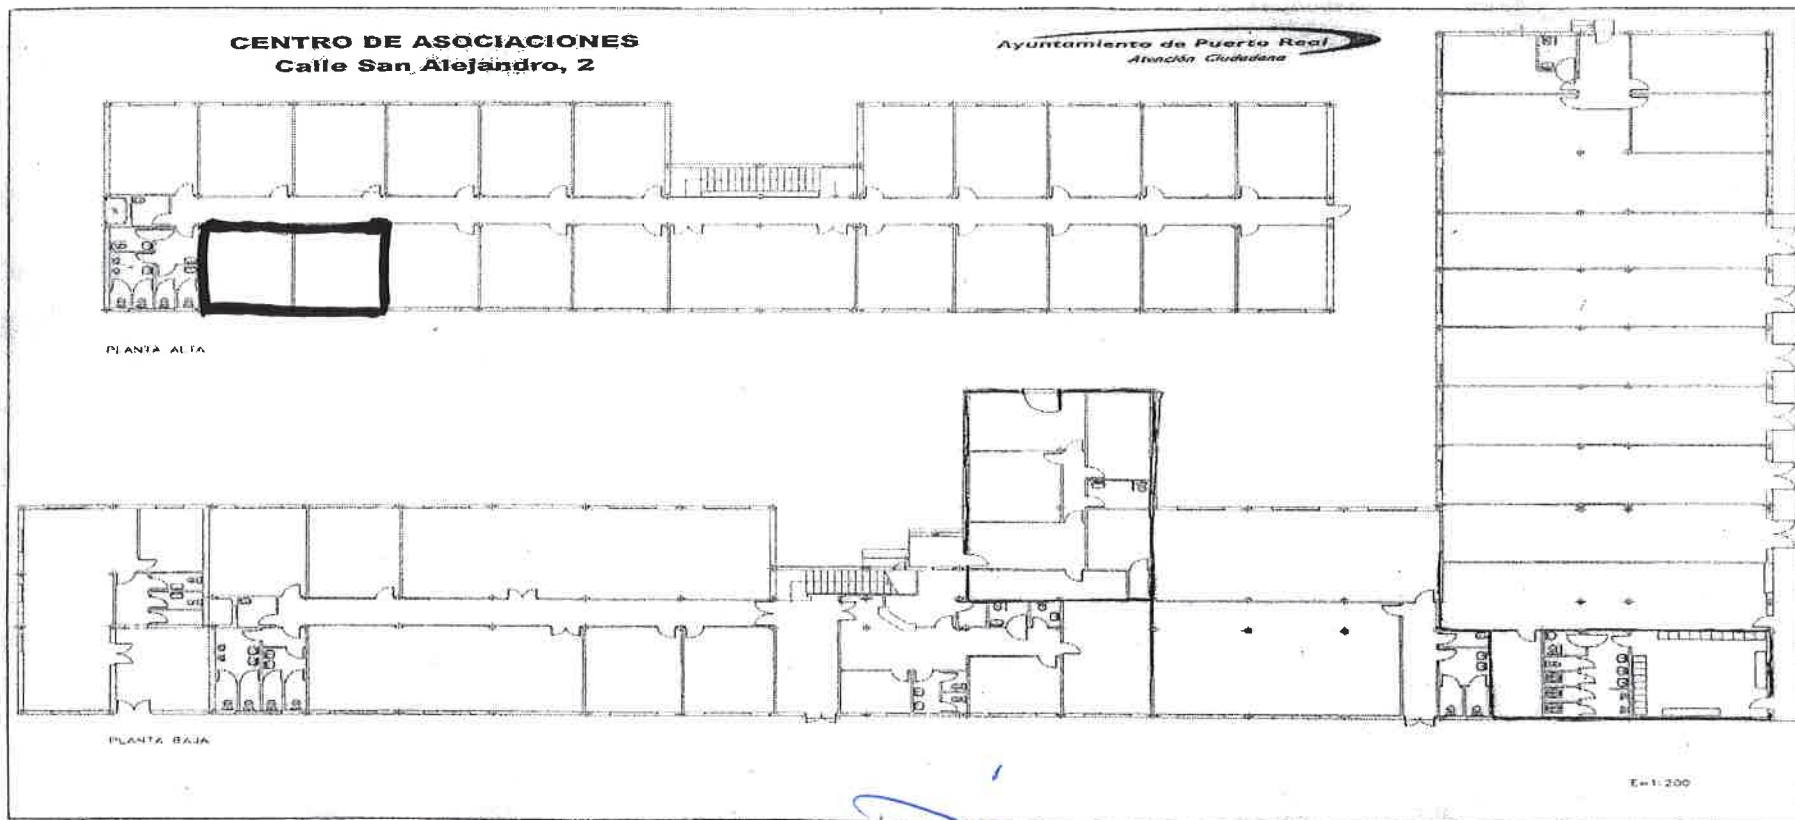 CENTRO DE ASOCIACIONES
Calle San Alejandro, 2
Ayuntamiento de Puerto Real
Atención Ciudadana
PLANTA ALTA
PLANTA BAJA
E=1:200